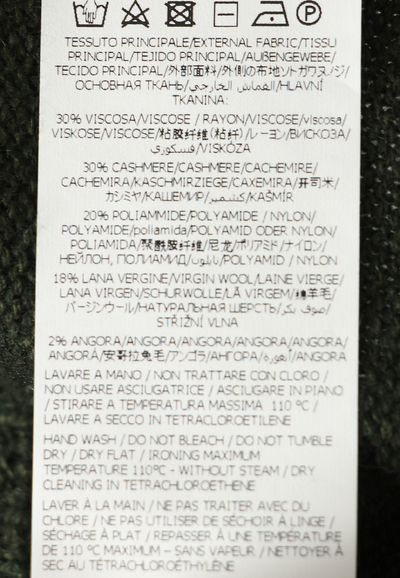 P
TESSUTO PRINCIPALE/EXTERNAL FABRIC/TISSU
PRINCIPAL/TEJIDO PRINCIPAL/AUßENGEWEBE/
TECIDO PRINCIPAL/外部面料/外側の布地ソトガワヌノジ/
ОСНОВНАЯ ТКАНЬ/القماش الخارجي/HLAVNÍ
TKANINA:
30% VISCOSA/VISCOSE / RAYON/VISCOSE/viscosa/
VISKOSE/VISCOSE/粘胶纤维(粘纤)/レーヨン/ВИСКОЗА/
فسكوزي/VISKÓZA
30% CASHMERE/CASHMERE/CACHEMIRE/
CACHEMIRA/KASCHMIRZIEGE/CAXEMIRA/开司米/
カシミヤ/КАШЕМИР/كشمير/KAŠMÍR
20% POLIAMMIDE/POLYAMIDE / NYLON/
POLYAMIDE/poliamida/POLYAMID ODER NYLON/
POLIAMIDA/聚酰胺纤维/尼龙/ポリアミド/ナイロン/
НЕЙЛОН, ПОЛИАМИД/نايلون/POLYAMID / NYLON
18% LANA VERGINE/VIRGIN WOOL/LAINE VIERGE/
LANA VIRGEN/SCHURWOLLE/LÃ VIRGEM/绵羊毛/
バージンウール/НАТУРАЛЬНАЯ ШЕРСТЬ/صوف بكر/
STŘIŽNÍ VLNA
2% ANGORA/ANGORA/ANGORA/ANGORA/ANGORA/
ANGORÁ/安哥拉兔毛/アンゴラ/АНГОРА/أنغورة/ANGORA
LAVARE A MANO / NON TRATTARE CON CLORO /
NON USARE ASCIUGATRICE / ASCIUGARE IN PIANO
/ STIRARE A TEMPERATURA MASSIMA 110 °C /
LAVARE A SECCO IN TETRACLOROETILENE
HAND WASH / DO NOT BLEACH / DO NOT TUMBLE
DRY / DRY FLAT / IRONING MAXIMUM
TEMPERATURE 110°C - WITHOUT STEAM / DRY
CLEANING IN TETRACHLOROETHENE
LAVER À LA MAIN / NE PAS TRAITER AVEC DU
CHLORE / NE PAS UTILISER DE SÉCHOIR À LINGE /
SÉCHAGE À PLAT / REPASSER À UNE TEMPÉRATURE
DE 110 °C MAXIMUM – SANS VAPEUR / NETTOYER À
SEC AU TÉTRACHLOROÉTHYLÈNE